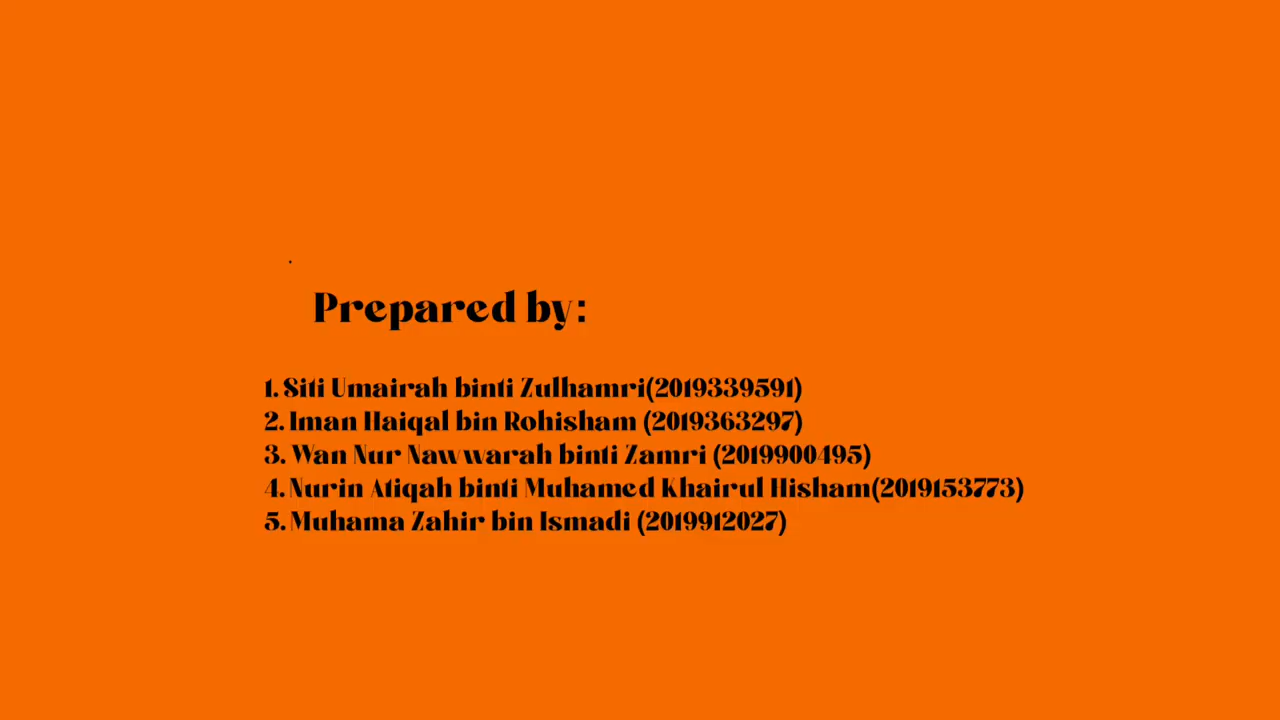 Prepared by:
1. Siti Umairah binti Zulhamri(2019339591)
2. Iman Haiqal bin Rohisham (2019363297)
3. Wan Nur Nawwarah binti Zamri (2019900495)
4. Nurin Atiqah binti Muhamed Khairul Hisham(2019153773)
5. Muhama Zahir bin Ismadi (2019912027)